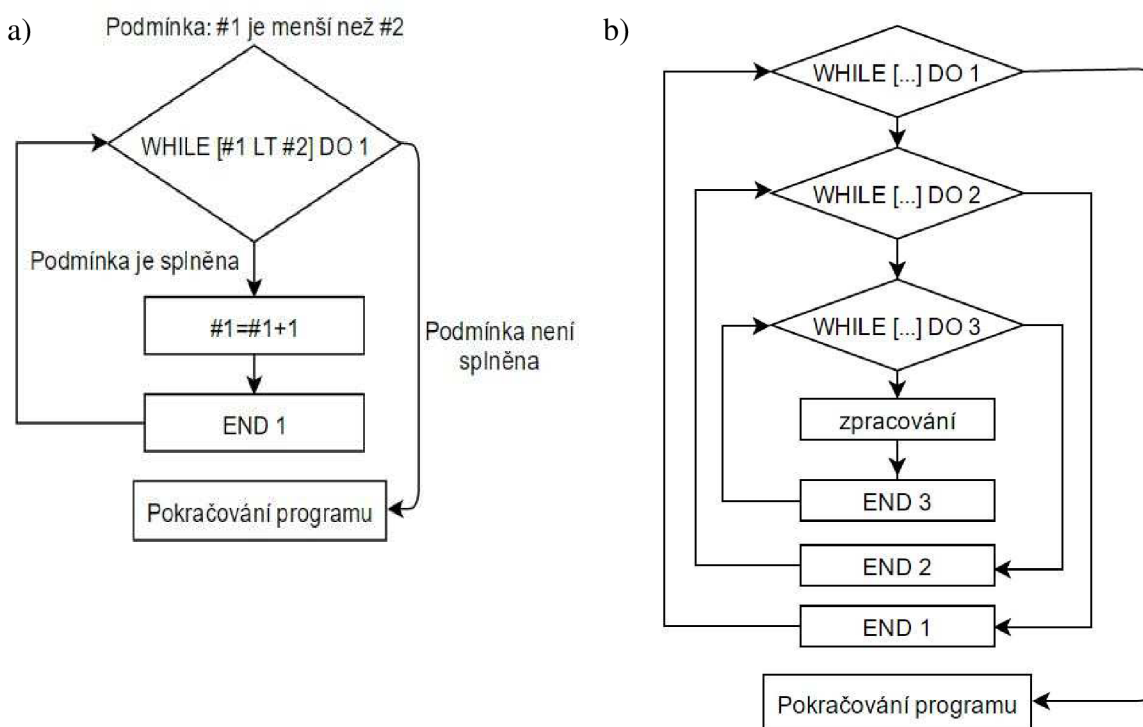 a)
Podmínka: #1 je menší než #2
WHILE [#1 LT #2] DO 1
Podmínka je splněna
#1=#1+1
Podmínka není
splněna
END 1
Pokračování programu
b)
WHILE [...] DO 1
WHILE [...] DO 2
WHILE [...] DO 3
zpracování
END 3
END 2
END 1
Pokračování programu